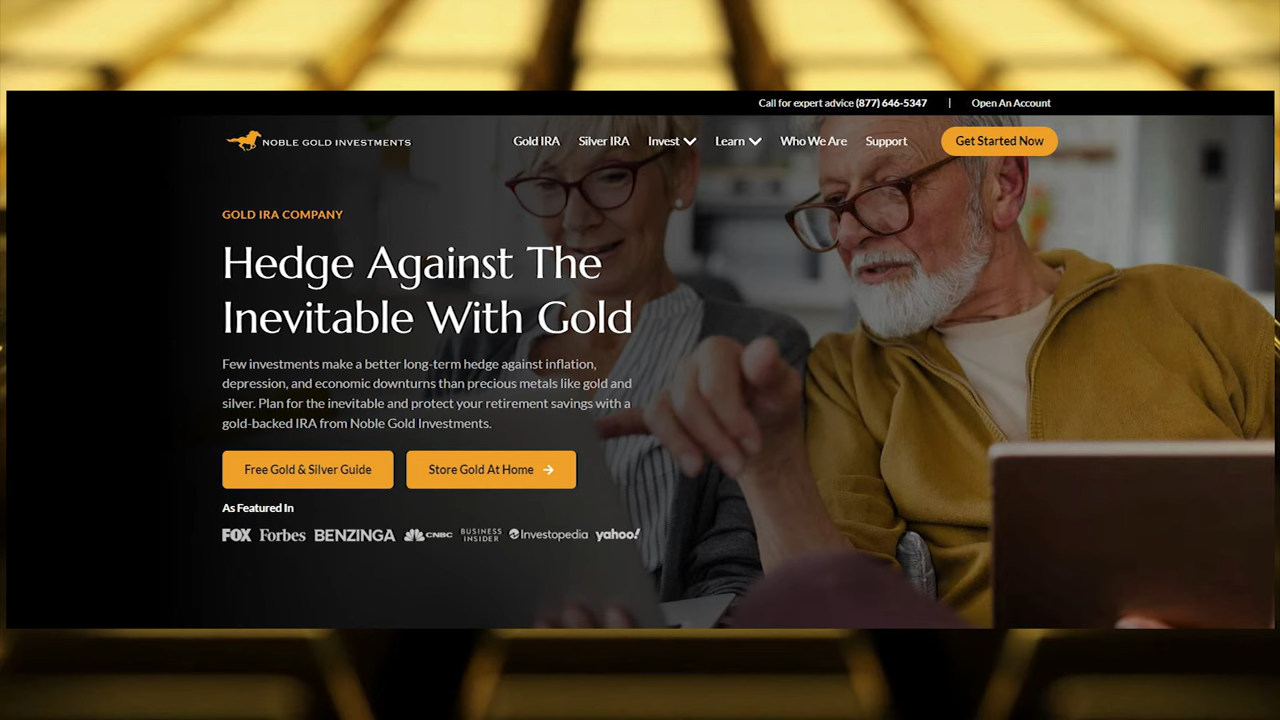 Call for expert advice (877) 646-5347 | Open An Account
NOBLE GOLD INVESTMENTS
Gold IRA Silver IRA Invest Learn Who We Are Support Get Started Now
GOLD IRA COMPANY
Hedge Against The
Inevitable With Gold
Few investments make a better long-term hedge against inflation,
depression, and economic downturns than precious metals like gold and
silver. Plan for the inevitable and protect your retirement savings with a
gold-backed IRA from Noble Gold Investments.
Free Gold & Silver Guide Store Gold At Home →
As Featured In
FOX Forbes BENZINGA CNBC BUSINESS INSIDER Investopedia yahoo!